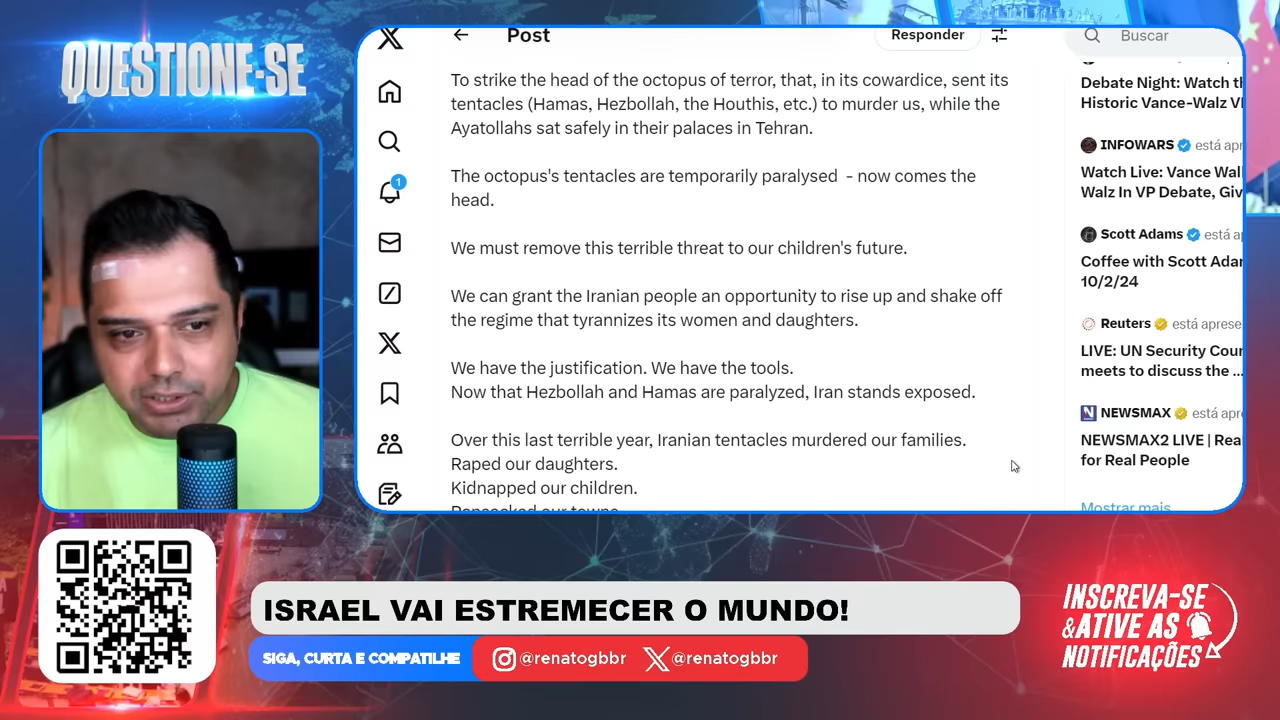 QUESTIONE-SE
Post
Responder
Buscar
To strike the head of the octopus of terror, that, in its cowardice, sent its
tentacles (Hamas, Hezbollah, the Houthis, etc.) to murder us, while the
Ayatollahs sat safely in their palaces in Tehran.
The octopus's tentacles are temporarily paralysed - now comes the
head.
We must remove this terrible threat to our children's future.
We can grant the Iranian people an opportunity to rise up and shake off
the regime that tyrannizes its women and daughters.
We have the justification. We have the tools.
Now that Hezbollah and Hamas are paralyzed, Iran stands exposed.
Over this last terrible year, Iranian tentacles murdered our families.
Raped our daughters.
Kidnapped our children.
1
Debate Night: Watch
Historic Vance-Walz
INFOWARS está
Watch Live: Vance
Walz In VP Debate,
Scott Adams está
Coffee with Scott
10/2/24
Reuters está
LIVE: UN Security
meets to discuss the ...
NEWSMAX está
NEWSMAX2 LIVE |
for Real People
Mostrar mais
ISRAEL VAI ESTREMECER O MUNDO!
SIGA, CURTA E COMPATILHE
@renatogbbr
@renatogbbr
INSCREVA-SE
&ATIVE AS
NOTIFICAÇÕES